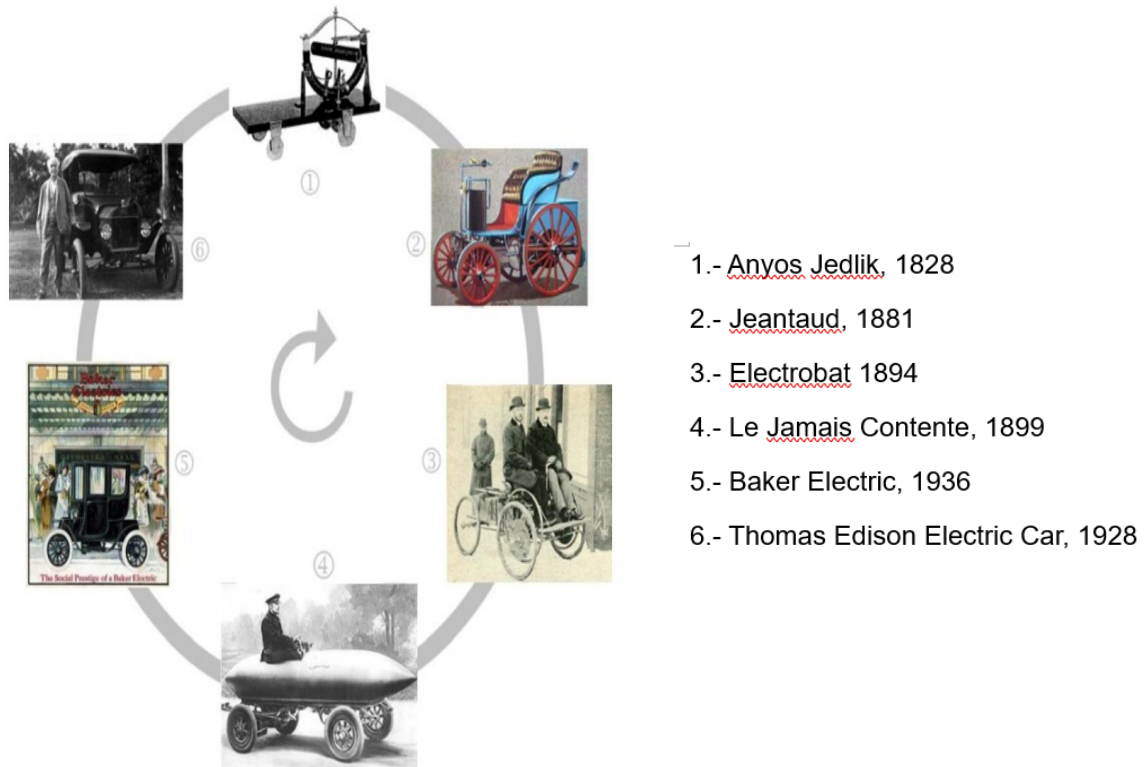 ①
②
③
④
⑤
⑥
Baker
Electrics
The Social Prestige of a Baker Electric
1.- Anyos Jedlik, 1828
2.- Jeantaud, 1881
3.- Electrobat 1894
4.- Le Jamais Contente, 1899
5.- Baker Electric, 1936
6.- Thomas Edison Electric Car, 1928